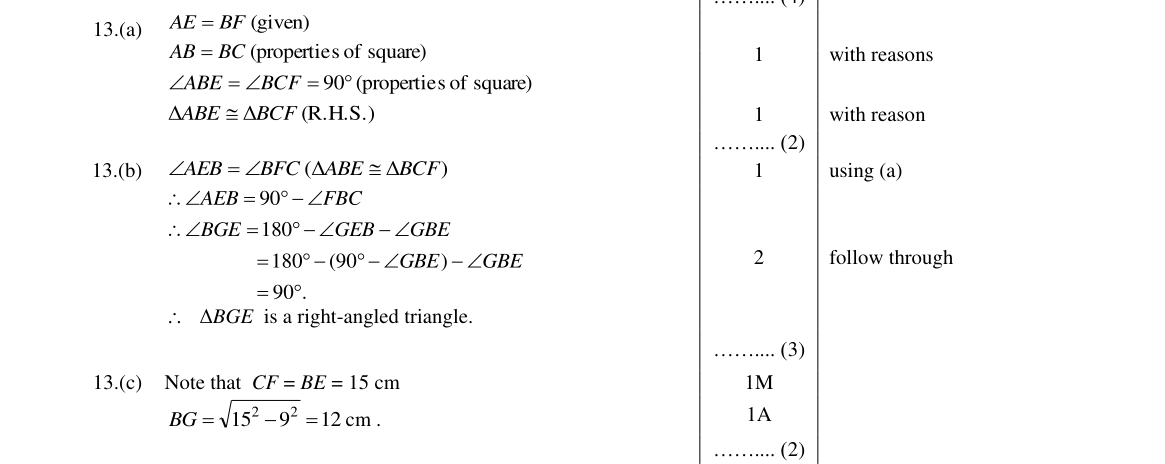 ……….... (4)
13.(a) AE = BF (given)
AB = BC (properties of square) 1 with reasons
∠ABE = ∠BCF = 90° (properties of square)
ΔABE ≅ ΔBCF (R.H.S.) 1 with reason
……….... (2)
13.(b) ∠AEB = ∠BFC (ΔABE ≅ ΔBCF) 1 using (a)
∴ ∠AEB = 90° − ∠FBC
∴ ∠BGE = 180° − ∠GEB − ∠GBE
= 180° − (90° − ∠GBE) − ∠GBE 2 follow through
= 90°.
∴ ΔBGE is a right-angled triangle.
……….... (3)
13.(c) Note that CF = BE = 15 cm 1M
BG = √15² − 9² = 12 cm . 1A
……….... (2)